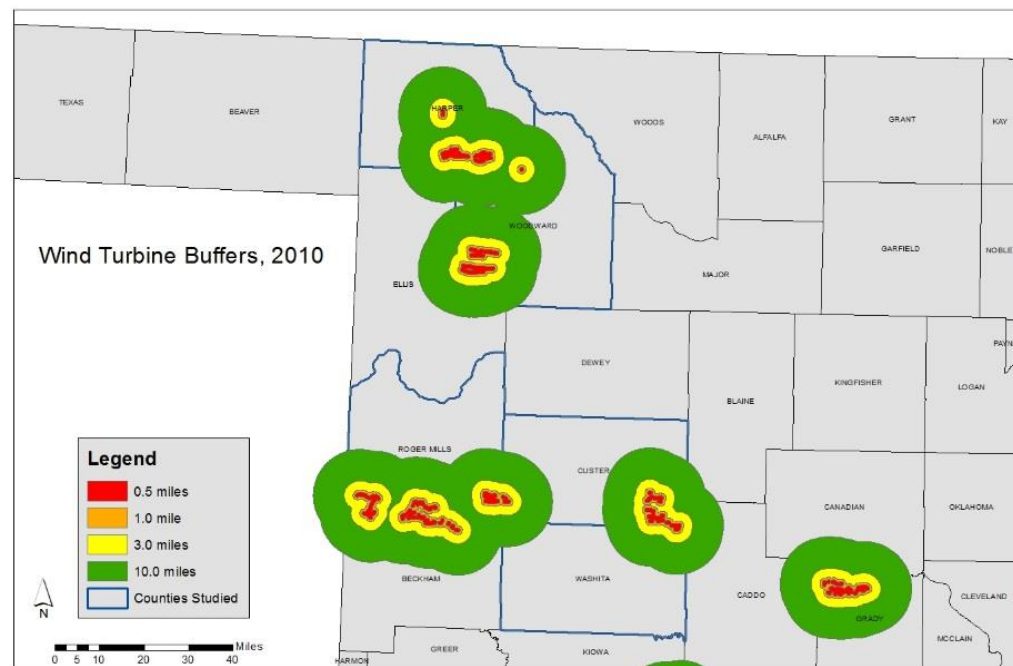 TEXAS
BEAVER
HARPER
WOODS
ALFALFA
GRANT
KAY
WOODWARD
GARFIELD
NOBLE
Wind Turbine Buffers, 2010
ELLIS
MAJOR
DEWEY
BLAINE
KINGFISHER
LOGAN
ROGER MILLS
CUSTER
CANADIAN
OKLAHOMA
Legend
0.5 miles
1.0 mile
3.0 miles
10.0 miles
Counties Studied
BECKHAM
WASHITA
CADDO
CLEVELAND
GRADY
MCCLAIN
N
Miles
0 5 10 20 30 40
HARMON
GREER
KIOWA